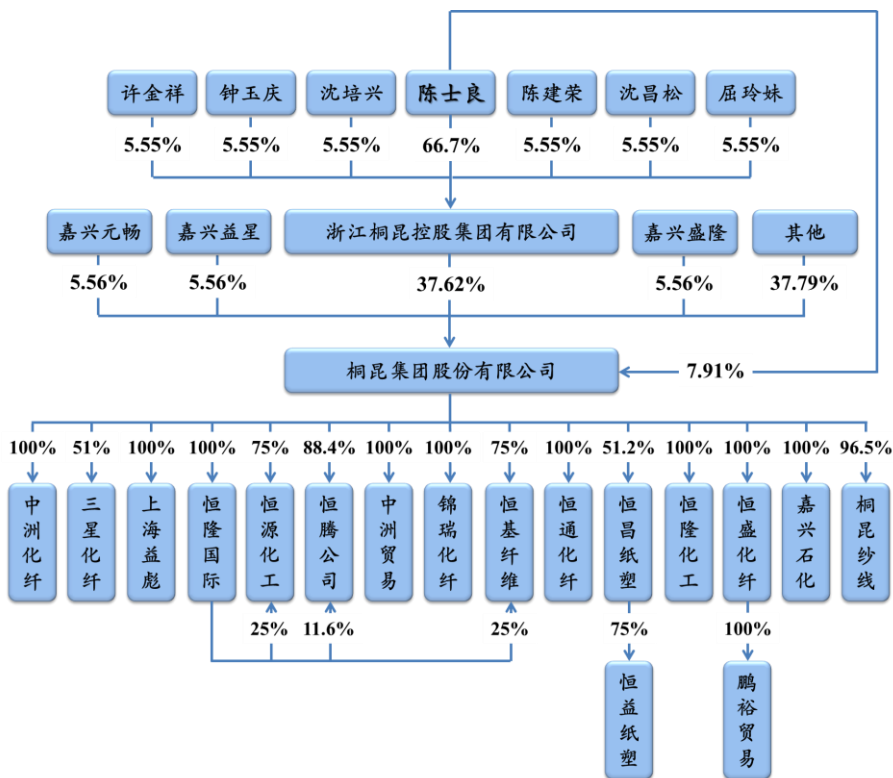 许金祥
钟玉庆
沈培兴
陈士良
陈建荣
沈昌松
屈玲妹
5.55%
5.55%
5.55%
66.7%
5.55%
5.55%
5.55%
嘉兴元畅
嘉兴益星
浙江桐昆控股集团有限公司
嘉兴盛隆
其他
5.56%
5.56%
37.62%
5.56%
37.79%
桐昆集团股份有限公司
7.91%
100%
51%
100%
100%
75%
88.4%
100%
100%
75%
100%
51.2%
100%
100%
100%
96.5%
中洲化纤
三星化纤
上海益彪
恒隆国际
恒源化工
恒腾公司
中洲贸易
锦瑞化纤
恒基纤维
恒通化纤
恒昌纸塑
恒隆化工
恒盛化纤
嘉兴石化
桐昆纱线
25%
11.6%
25%
75%
100%
恒益纸塑
鹏裕贸易